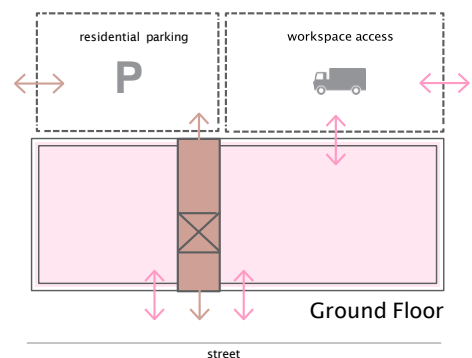 residential parking
workspace access
P
Ground Floor
street